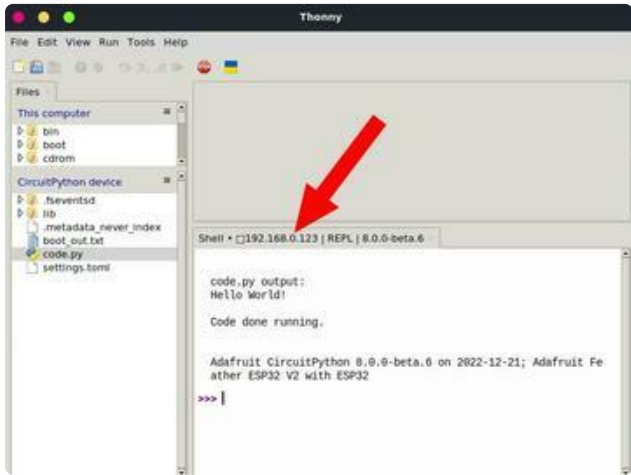 Thonny
File Edit View Run Tools Help
Files
This computer
bin
boot
cdrom
CircuitPython device
.fseventsd
lib
.metadata_never_index
boot_out.txt
code.py
settings.toml
Shell • □192.168.0.123 | REPL | 8.0.0-beta.6
code.py output:
Hello World!
Code done running.
Adafruit CircuitPython 8.0.0-beta.6 on 2022-12-21; Adafruit Fe
ather ESP32 V2 with ESP32
>>>